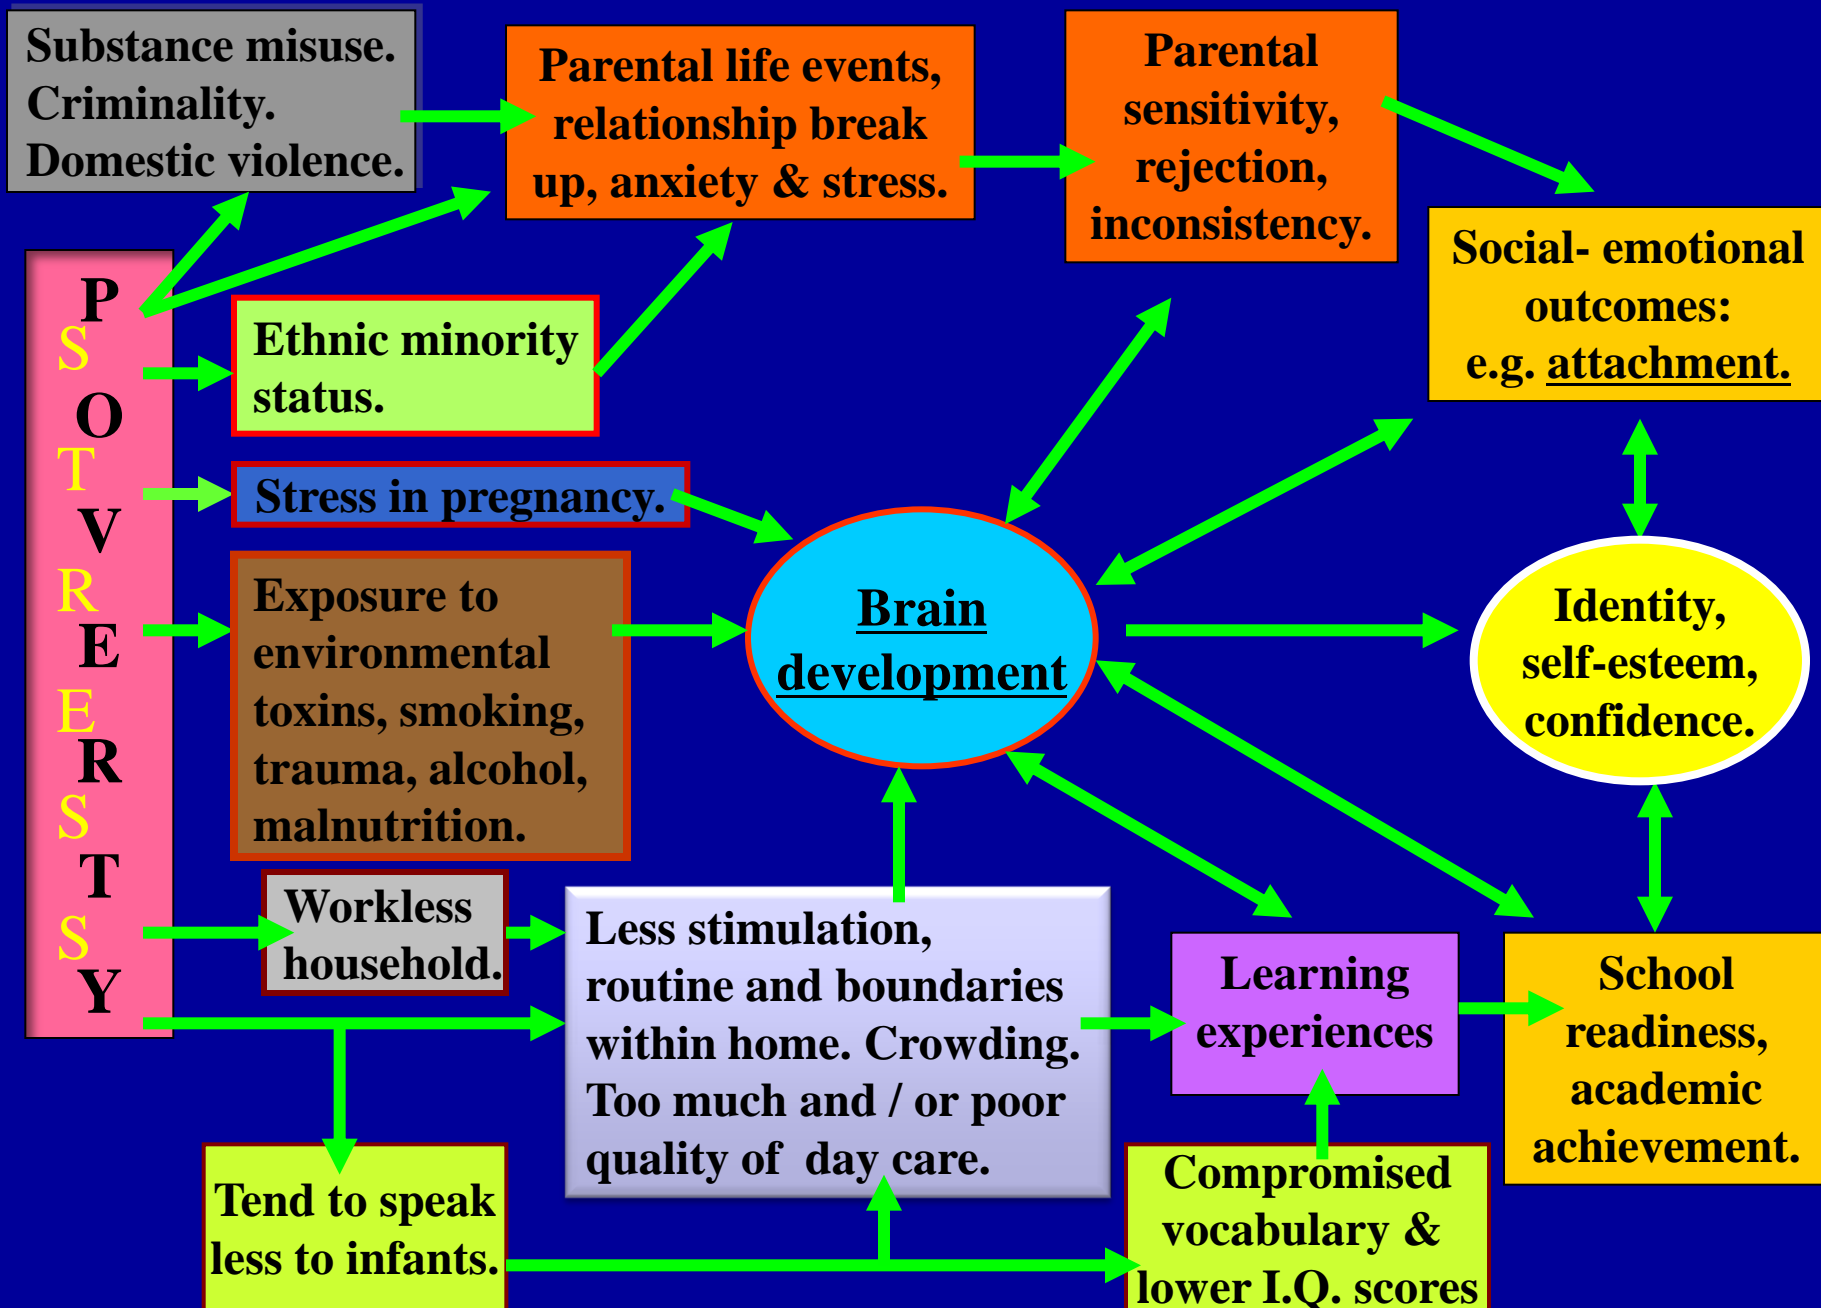 Substance misuse.
Criminality.
Domestic violence.
Parental life events,
relationship break
up, anxiety & stress.
Parental
sensitivity,
rejection,
inconsistency.
Social- emotional
outcomes:
e.g. attachment.
P
O
V
E
R
T
Y
S
T
R
E
S
S
Ethnic minority
status.
Stress in pregnancy.
Exposure to
environmental
toxins, smoking,
trauma, alcohol,
malnutrition.
Brain
development
Identity,
self-esteem,
confidence.
Workless
household.
Less stimulation,
routine and boundaries
within home. Crowding.
Too much and / or poor
quality of day care.
Learning
experiences
School
readiness,
academic
achievement.
Tend to speak
less to infants.
Compromised
vocabulary &
lower I.Q. scores